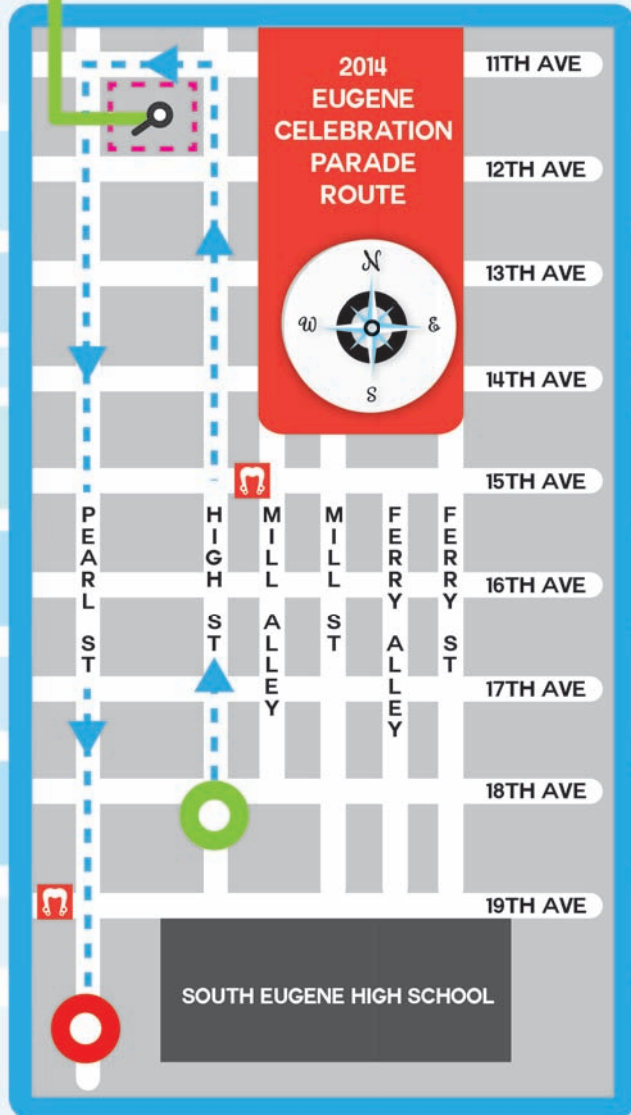 2014
EUGENE
CELEBRATION
PARADE
ROUTE
N
W
E
S
11TH AVE
12TH AVE
13TH AVE
14TH AVE
15TH AVE
PEARL ST
HIGH ST
MILL ALLEY
MILL ST
FERRY ALLEY
FERRY ST
16TH AVE
17TH AVE
18TH AVE
19TH AVE
SOUTH EUGENE HIGH SCHOOL